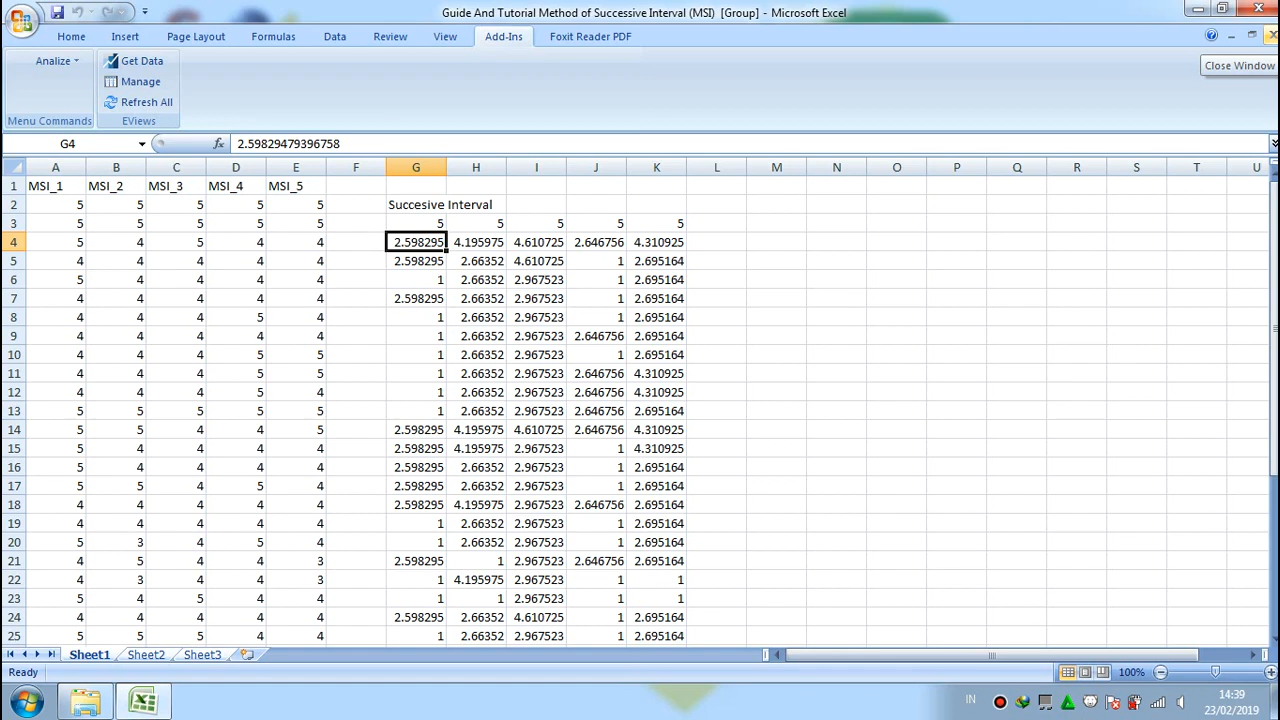 Guide And Tutorial Method of Successive Interval (MSI) [Group] - Microsoft Excel
Home Insert Page Layout Formulas Data Review View Add-Ins Foxit Reader PDF
Analize Get Data
Manage
Refresh All
Close Window
Menu Commands EViews
G4 fx 2.59829479396758
A B C D E F G H I J K L M N O P Q R S T U
1 MSI_1 MSI_2 MSI_3 MSI_4 MSI_5
2 5 5 5 5 5 Succesive Interval
3 5 5 5 5 5 5 5 5 5 5
4 5 4 5 4 4 2.598295 4.195975 4.610725 2.646756 4.310925
5 4 4 4 4 4 2.598295 2.66352 4.610725 1 2.695164
6 5 4 4 4 4 1 2.66352 2.967523 1 2.695164
7 4 4 4 4 4 2.598295 2.66352 2.967523 1 2.695164
8 4 4 4 5 4 1 2.66352 2.967523 1 2.695164
9 4 4 4 4 4 1 2.66352 2.967523 2.646756 2.695164
10 4 4 4 5 5 1 2.66352 2.967523 1 2.695164
11 4 4 4 5 5 1 2.66352 2.967523 2.646756 4.310925
12 4 4 4 5 4 1 2.66352 2.967523 2.646756 4.310925
13 5 5 5 5 5 1 2.66352 2.967523 2.646756 2.695164
14 5 5 4 4 5 2.598295 4.195975 4.610725 2.646756 4.310925
15 5 4 4 4 4 2.598295 4.195975 2.967523 1 4.310925
16 5 4 4 4 4 2.598295 2.66352 2.967523 1 2.695164
17 5 5 4 5 4 2.598295 2.66352 2.967523 1 2.695164
18 4 4 4 4 4 2.598295 4.195975 2.967523 2.646756 2.695164
19 4 4 4 4 4 1 2.66352 2.967523 1 2.695164
20 5 3 4 5 4 1 2.66352 2.967523 1 2.695164
21 4 5 4 4 3 2.598295 1 2.967523 2.646756 2.695164
22 4 3 4 4 3 1 4.195975 2.967523 1 1
23 5 4 5 4 4 1 1 2.967523 1 1
24 4 4 4 4 4 2.598295 2.66352 4.610725 1 2.695164
25 5 5 5 4 4 1 2.66352 2.967523 1 2.695164
Sheet1 Sheet2 Sheet3
Ready 100%
IN 14:39
23/02/2019